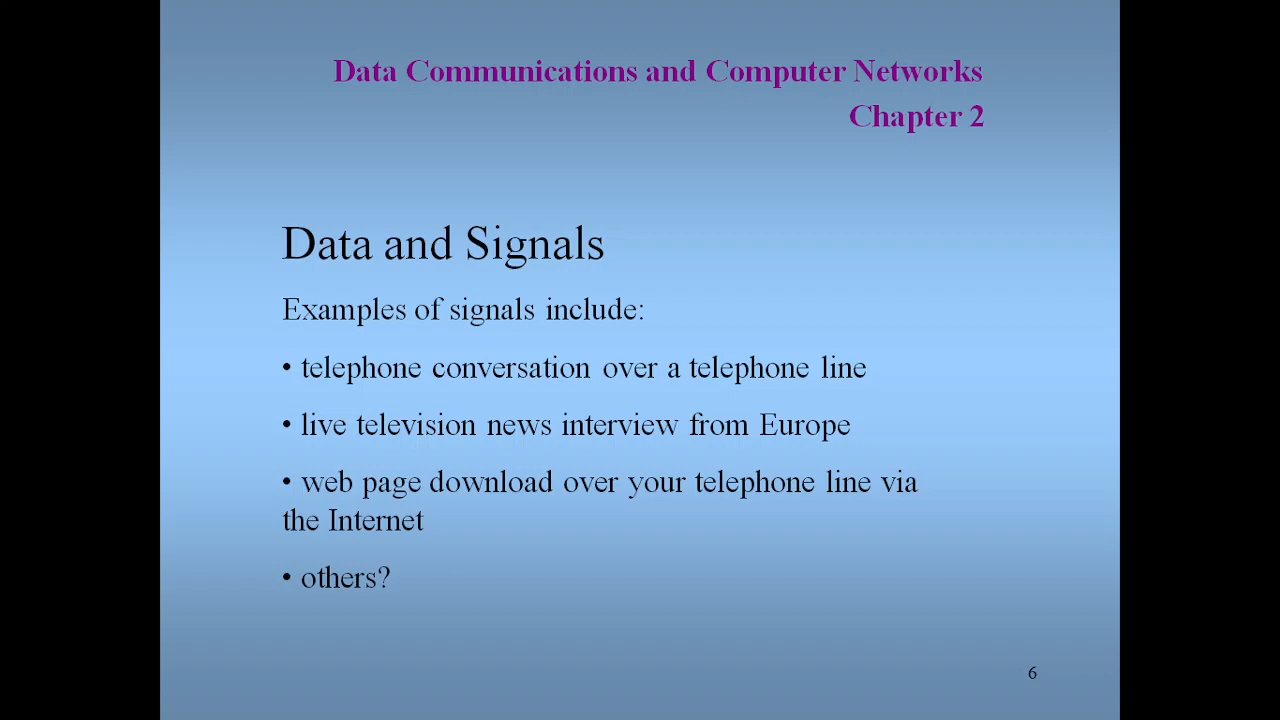 Data Communications and Computer Networks
Chapter 2
Data and Signals
Examples of signals include:
• telephone conversation over a telephone line
• live television news interview from Europe
• web page download over your telephone line via
the Internet
• others?
6